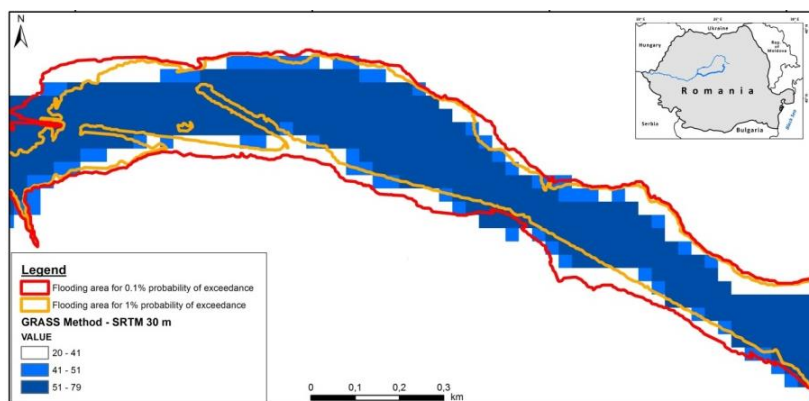 N
Ukraine
Hungary
Rep. of
Moldova
Romania
Serbia
Bulgaria
Black Sea
Legend
Flooding area for 0.1% probability of exceedance
Flooding area for 1% probability of exceedance
GRASS Method - SRTM 30 m
VALUE
20 - 41
41 - 51
51 - 79
0 0,1 0,2 0,3
km